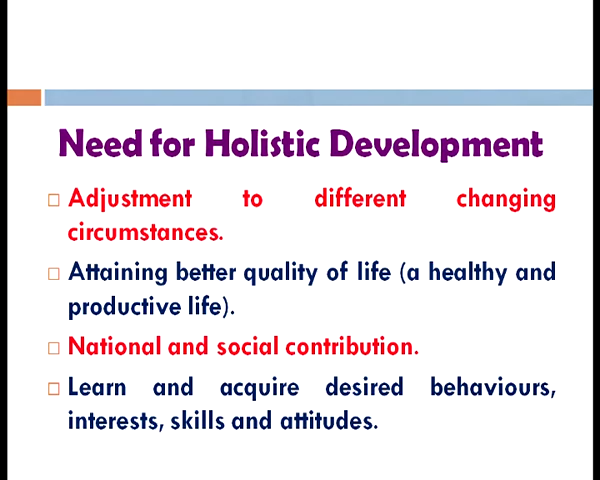 Need for Holistic Development
Adjustment to different changing
circumstances.
Attaining better quality of life (a healthy and
productive life).
National and social contribution.
Learn and acquire desired behaviours,
interests, skills and attitudes.